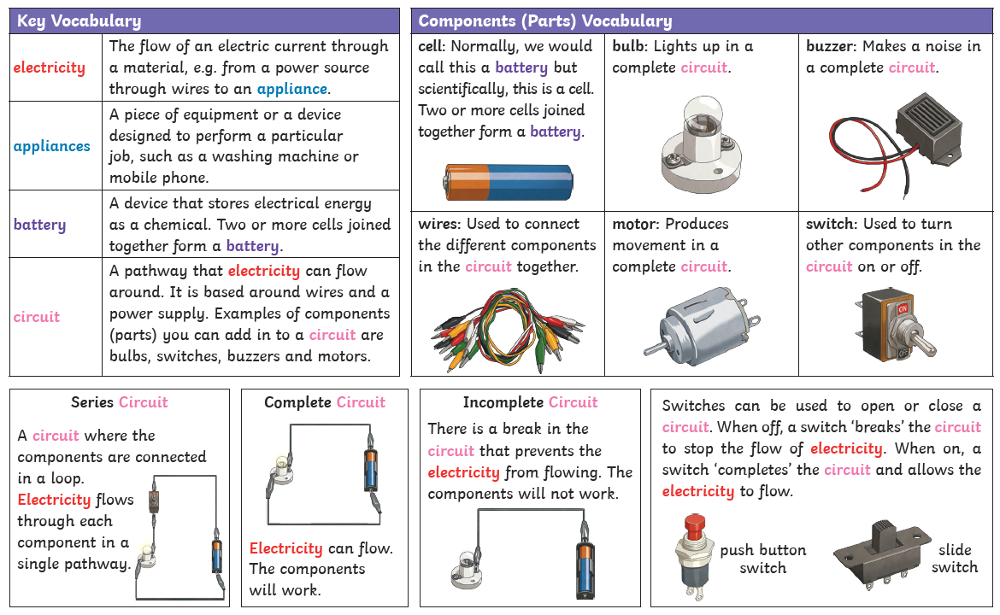 Key Vocabulary
electricity
The flow of an electric current through
a material, e.g. from a power source
through wires to an appliance.
appliances
A piece of equipment or a device
designed to perform a particular
job, such as a washing machine or
mobile phone.
battery
A device that stores electrical energy
as a chemical. Two or more cells joined
together form a battery.
circuit
A pathway that electricity can flow
around. It is based around wires and a
power supply. Examples of components
(parts) you can add in to a circuit are
bulbs, switches, buzzers and motors.
Components (Parts) Vocabulary
cell: Normally, we would
call this a battery but
scientifically, this is a cell.
Two or more cells joined
together form a battery.
bulb: Lights up in a
complete circuit.
buzzer: Makes a noise in
a complete circuit.
wires: Used to connect
the different components
in the circuit together.
motor: Produces
movement in a
complete circuit.
switch: Used to turn
other components in the
circuit on or off.
ON
OFF
Series Circuit
A circuit where the
components are connected
in a loop.
Electricity flows
through each
component in a
single pathway.
Complete Circuit
Electricity can flow.
The components
will work.
Incomplete Circuit
There is a break in the
circuit that prevents the
electricity from flowing. The
components will not work.
Switches can be used to open or close a
circuit. When off, a switch ‘breaks’ the circuit
to stop the flow of electricity. When on, a
switch ‘completes’ the circuit and allows the
electricity to flow.
push button
switch
slide
switch